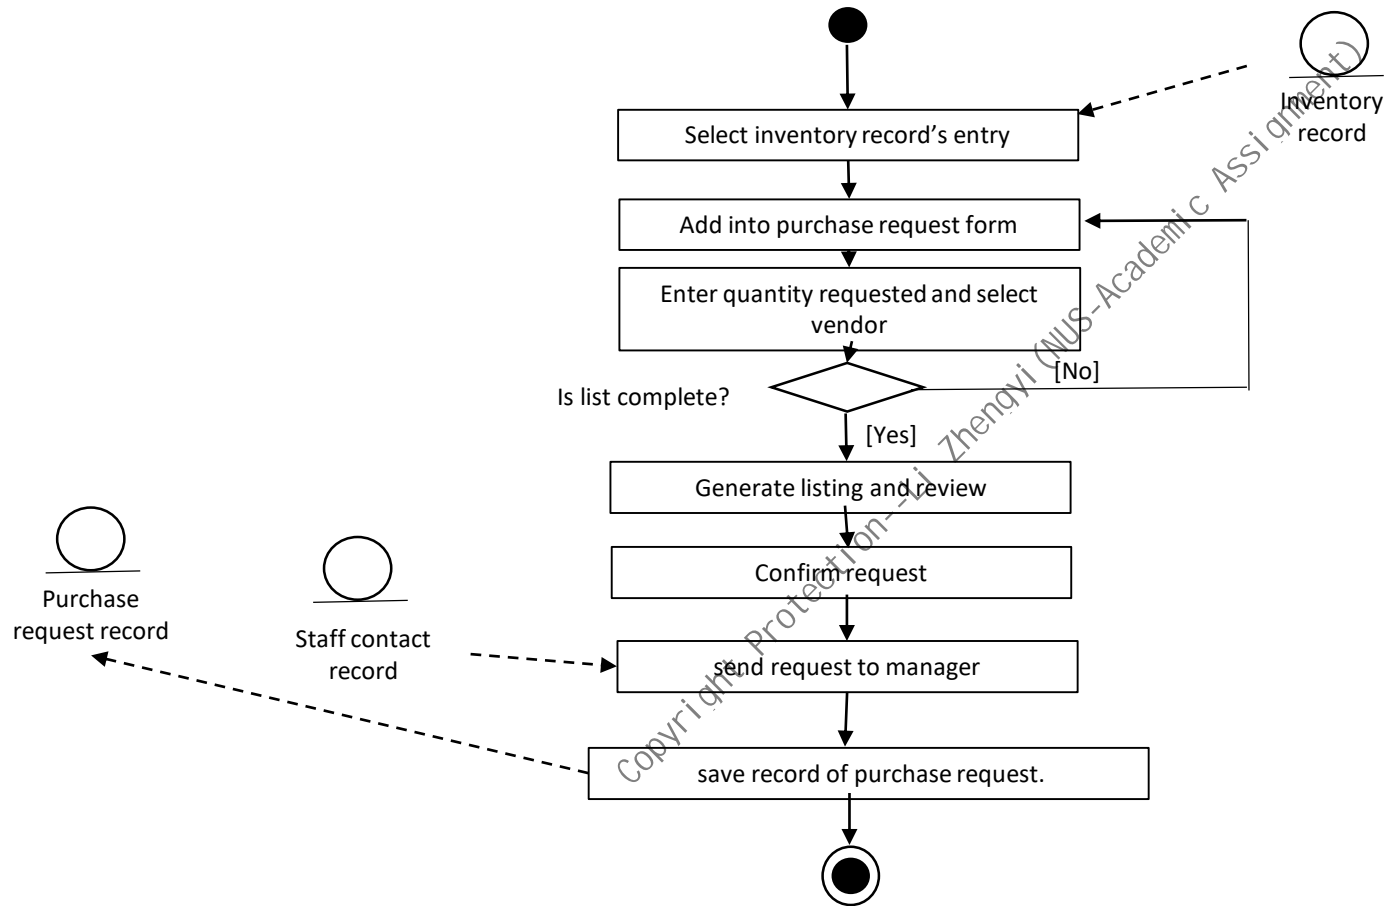 Inventory
record
Select inventory record’s entry
Add into purchase request form
Enter quantity requested and select
vendor
[No]
Is list complete?
[Yes]
Generate listing and review
Confirm request
Purchase
request record
Staff contact
record
send request to manager
save record of purchase request.
Copyright Protection--Li Zhengyi(NUS-Academic Assignment)